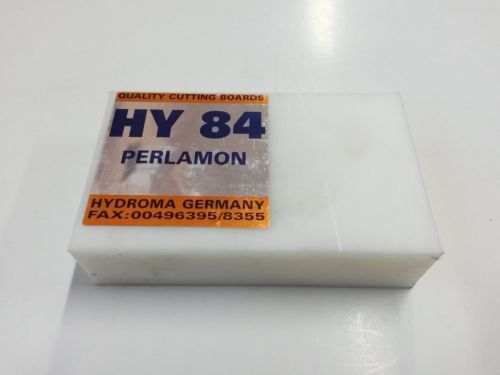 QUALITY CUTTING BOARDS
HY 84
PERLAMON
HYDROMA GERMANY
FAX:00496395/8355